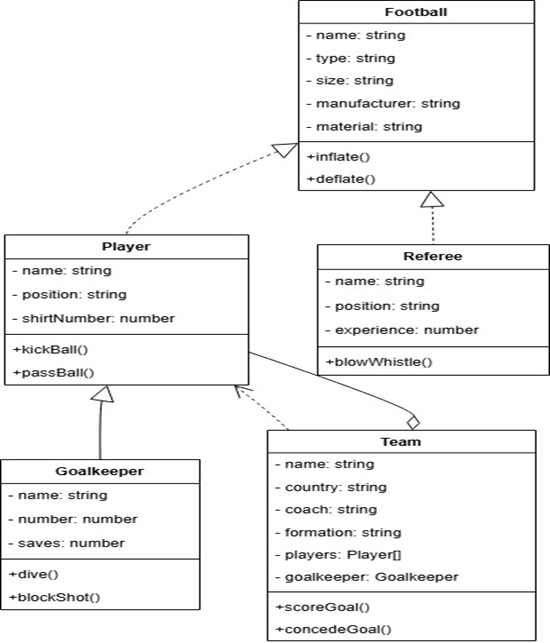 Football
- name: string
- type: string
- size: string
- manufacturer: string
- material: string
+inflate()
+deflate()
Player
- name: string
- position: string
- shirtNumber: number
+kickBall()
+passBall()
Referee
- name: string
- position: string
- experience: number
+blowWhistle()
Goalkeeper
- name: string
- number: number
- saves: number
+dive()
+blockShot()
Team
- name: string
- country: string
- coach: string
- formation: string
- players: Player[]
- goalkeeper: Goalkeeper
+scoreGoal()
+concedeGoal()